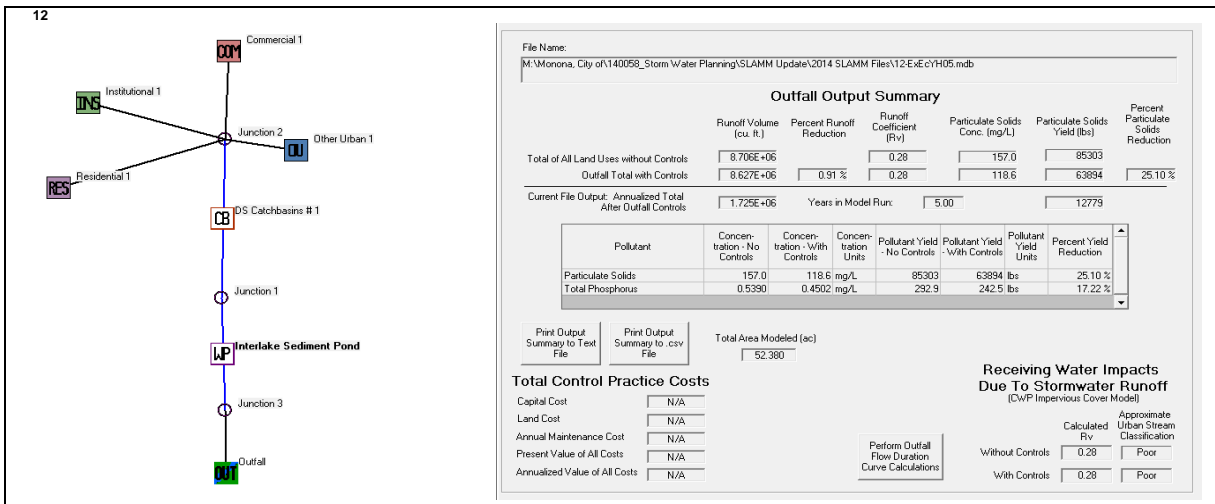 12
Commercial 1
COM
Institutional 1
INS
Junction 2
Other Urban 1
OU
Residential 1
RES
DS Catchbasins # 1
CB
Junction 1
WP
Interlake Sediment Pond
Junction 3
Outfall
OUT
File Name:
M:\Monona, City of\140058_Storm Water Planning\SLAMM Update\2014 SLAMM Files\12-ExEcYH05.mdb
Outfall Output Summary
Runoff Volume (cu. ft.) Percent Runoff Reduction Runoff Coefficient (Rv) Particulate Solids Conc. (mg/L) Particulate Solids Yield (lbs) Percent Particulate Solids Reduction
Total of All Land Uses without Controls 8.706E+06 0.28 157.0 85303
Outfall Total with Controls 8.627E+06 0.91 % 0.28 118.6 63894 25.10 %
Current File Output: Annualized Total After Outfall Controls 1.725E+06 Years in Model Run: 5.00 12779
Pollutant Concen-tration - No Controls Concen-tration - With Controls Concen-tration Units Pollutant Yield - No Controls Pollutant Yield - With Controls Pollutant Yield Units Percent Yield Reduction
Particulate Solids 157.0 118.6 mg/L 85303 63894 lbs 25.10 %
Total Phosphorus 0.5390 0.4502 mg/L 292.9 242.5 lbs 17.22 %
Print Output Summary to Text File
Print Output Summary to .csv File
Total Area Modeled (ac)
52.380
Total Control Practice Costs
Capital Cost N/A
Land Cost N/A
Annual Maintenance Cost N/A
Present Value of All Costs N/A
Annualized Value of All Costs N/A
Perform Outfall Flow Duration Curve Calculations
Receiving Water Impacts
Due To Stormwater Runoff
(CWP Impervious Cover Model)
Calculated Rv Approximate Urban Stream Classification
Without Controls 0.28 Poor
With Controls 0.28 Poor